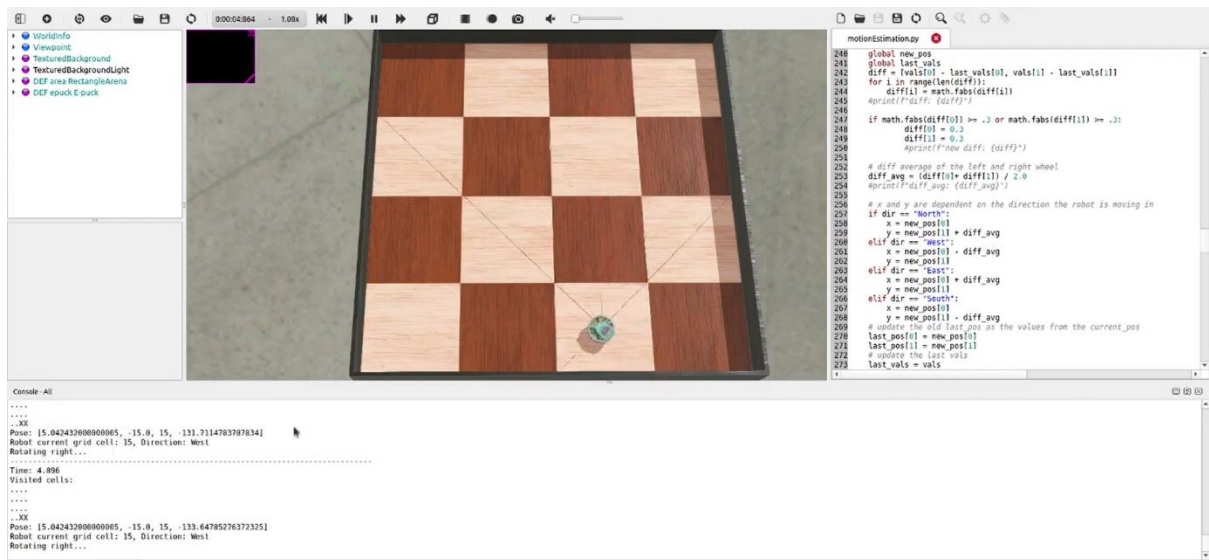 0:00:04:864 - 1.08x
WorldInfo
Viewpoint
TexturedBackground
TexturedBackgroundLight
DEF area RectangleArena
DEF epuck E-puck
motionEstimation.py
240 global new_pos
241 global last_vals
242 diff = [vals[0] - last_vals[0], vals[1] - last_vals[1]]
243 for i in range(len(diff)):
244 diff[i] = math.fabs(diff[i])
245 #print(f"diff: {diff}")
246
247 if math.fabs(diff[0]) >= .3 or math.fabs(diff[1]) >= .3:
248 diff[0] = 0.3
249 diff[1] = 0.3
250 #print(f"new diff: {diff}")
251
252 # diff average of the left and right wheel
253 diff_avg = (diff[0]+ diff[1]) / 2.0
254 #print(f"diff_avg: {diff_avg}")
255
256 # x and y are dependent on the direction the robot is moving in
257 if dir == "North":
258 x = new_pos[0]
259 y = new_pos[1] + diff_avg
260 elif dir == "West":
261 x = new_pos[0] - diff_avg
262 y = new_pos[1]
263 elif dir == "East":
264 x = new_pos[0] + diff_avg
265 y = new_pos[1]
266 elif dir == "South":
267 x = new_pos[0]
268 y = new_pos[1] - diff_avg
269 # update the old last_pos as the values from the current_pos
270 last_pos[0] = new_pos[0]
271 last_pos[1] = new_pos[1]
272 # update the last vals
273 last_vals = vals
Console - All
....
....
..XX
Pose: [5.042432000000005, -15.0, 15, -131.7114783707834]
Robot current grid cell: 15, Direction: West
Rotating right...
--------------------------------------------------------------------------------
Time: 4.896
Visited cells:
....
....
....
..XX
Pose: [5.042432000000005, -15.0, 15, -133.64785276372325]
Robot current grid cell: 15, Direction: West
Rotating right...